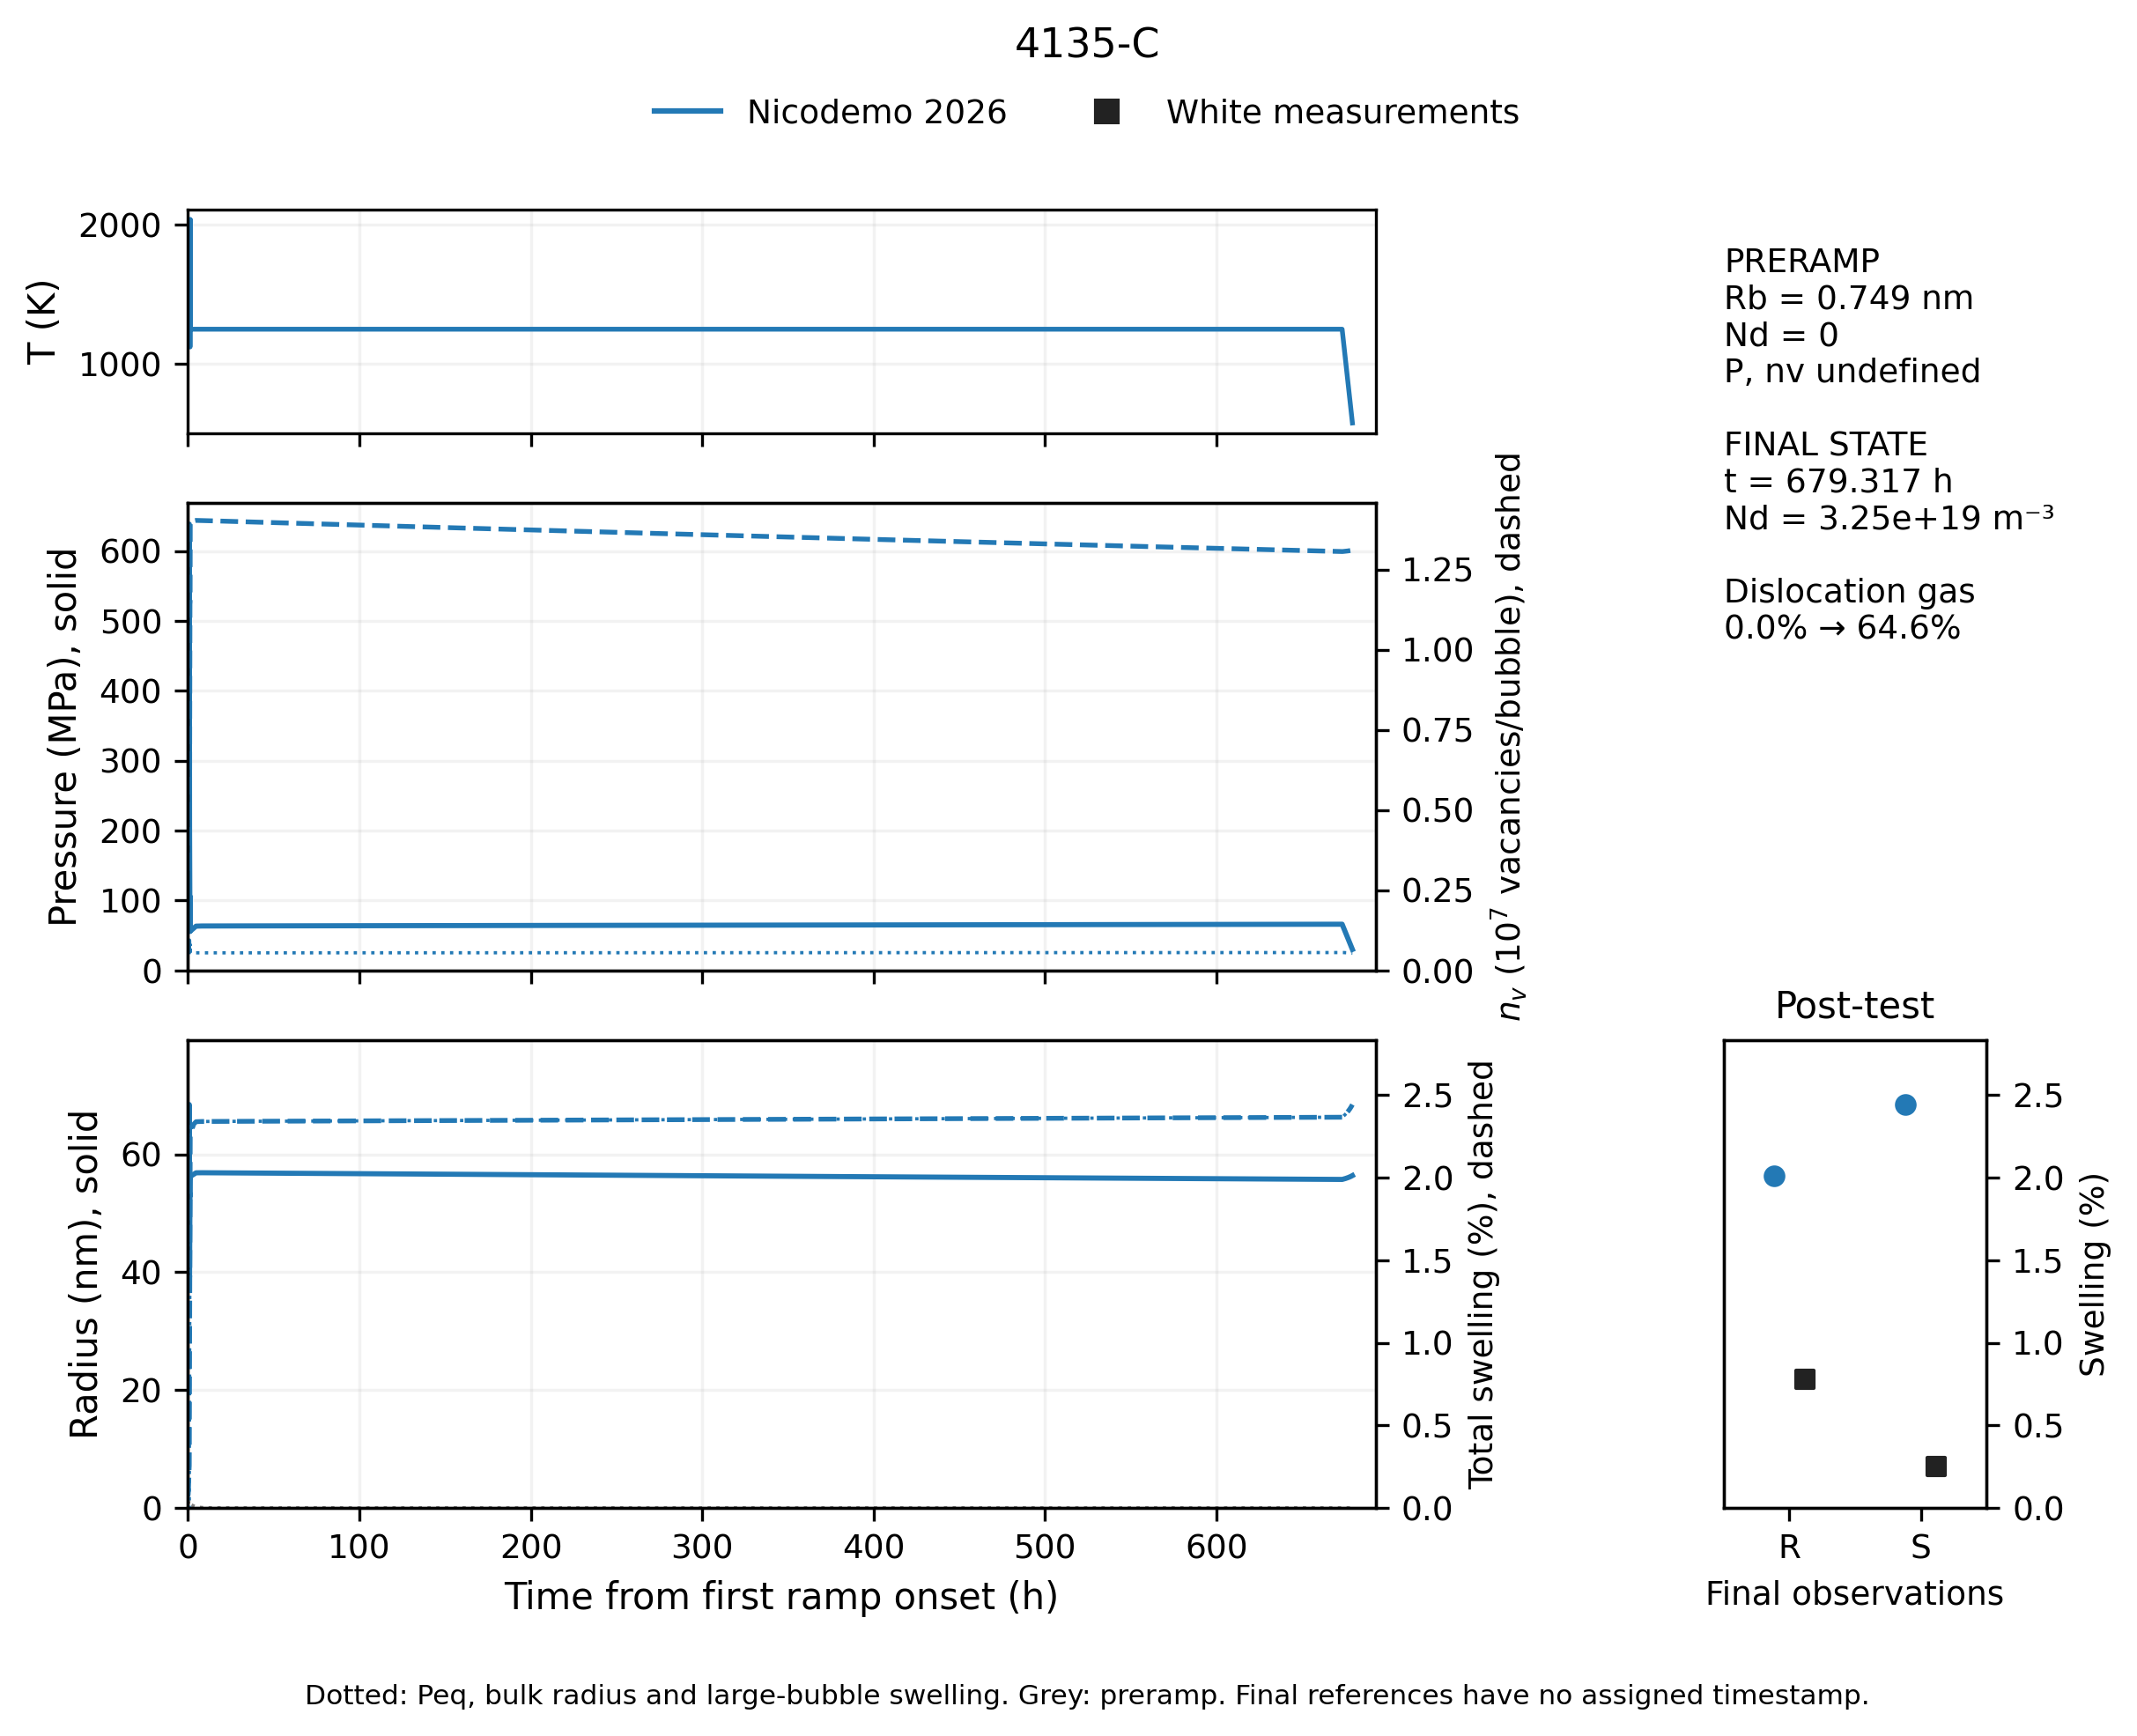 4135-C
Nicodemo 2026
White measurements
2000
1000
T (K)
PRERAMP
Rb = 0.749 nm
Nd = 0
P, nv undefined
FINAL STATE
t = 679.317 h
Nd = 3.25e+19 m⁻³
Dislocation gas
0.0% → 64.6%
600
500
400
300
200
100
0
Pressure (MPa), solid
1.25
1.00
0.75
0.50
0.25
0.00
nᵥ (10⁷ vacancies/bubble), dashed
60
40
20
0
Radius (nm), solid
2.5
2.0
1.5
1.0
0.5
0.0
Total swelling (%), dashed
0 100 200 300 400 500 600
Time from first ramp onset (h)
Post-test
2.5
2.0
1.5
1.0
0.5
0.0
Swelling (%)
R S
Final observations
Dotted: Peq, bulk radius and large-bubble swelling. Grey: preramp. Final references have no assigned timestamp.